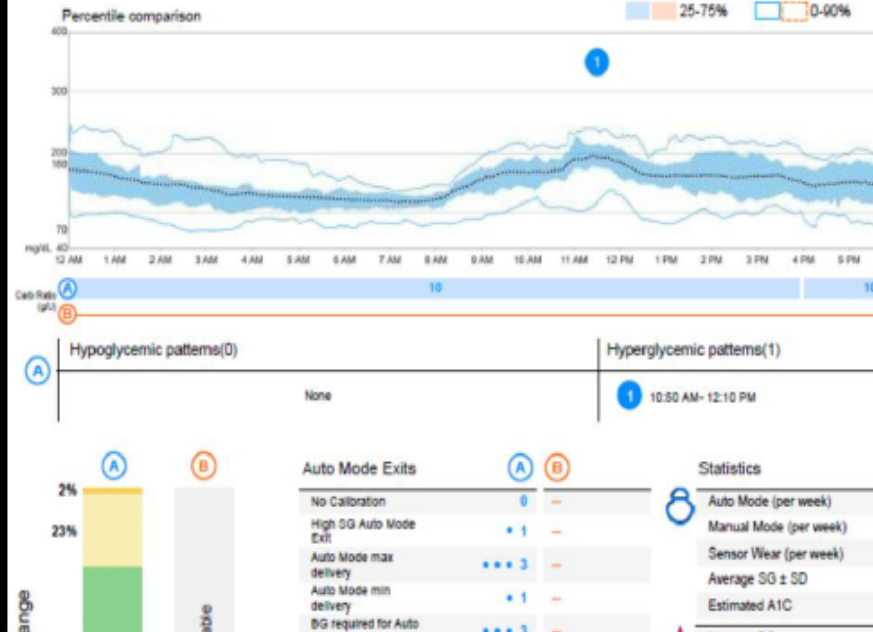 Percentile comparison
25-75%
0-90%
400
300
200
180
70
mg/dL 40
12 AM 1 AM 2 AM 3 AM 4 AM 5 AM 6 AM 7 AM 8 AM 9 AM 10 AM 11 AM 12 PM 1 PM 2 PM 3 PM 4 PM 5 PM
1
Carb Ratio
(g/U)
A
10
B
Hypoglycemic patterns(0)
Hyperglycemic patterns(1)
A
None
1 10:50 AM- 12:10 PM
A B
2%
23%
Auto Mode Exits A B
No Calibration 0 --
High SG Auto Mode
Exit
1 --
Auto Mode max
delivery
3 --
Auto Mode min
delivery
1 --
BG required for Auto
3 --
Statistics
Auto Mode (per week)
Manual Mode (per week)
Sensor Wear (per week)
Average SG ± SD
Estimated A1C